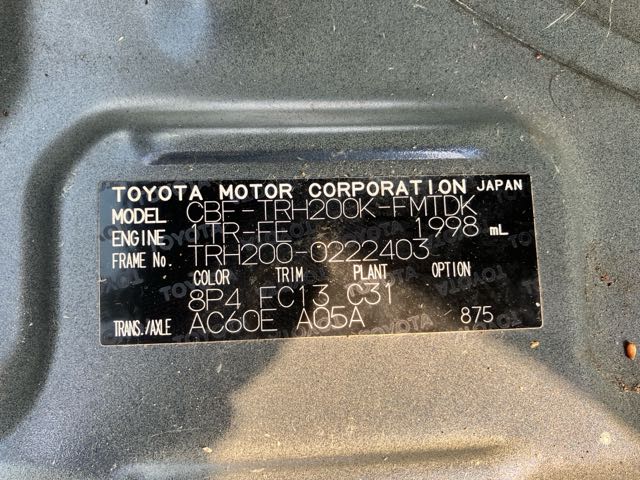 TOYOTA MOTOR CORPORATION JAPAN
MODEL CBF-TRH200K-FMTDK
ENGINE 1TR-FE 1998 mL
FRAME No. TRH200-0222403
COLOR TRIM PLANT OPTION
8P4 FC13 C31
TRANS./AXLE AC60E A05A 875